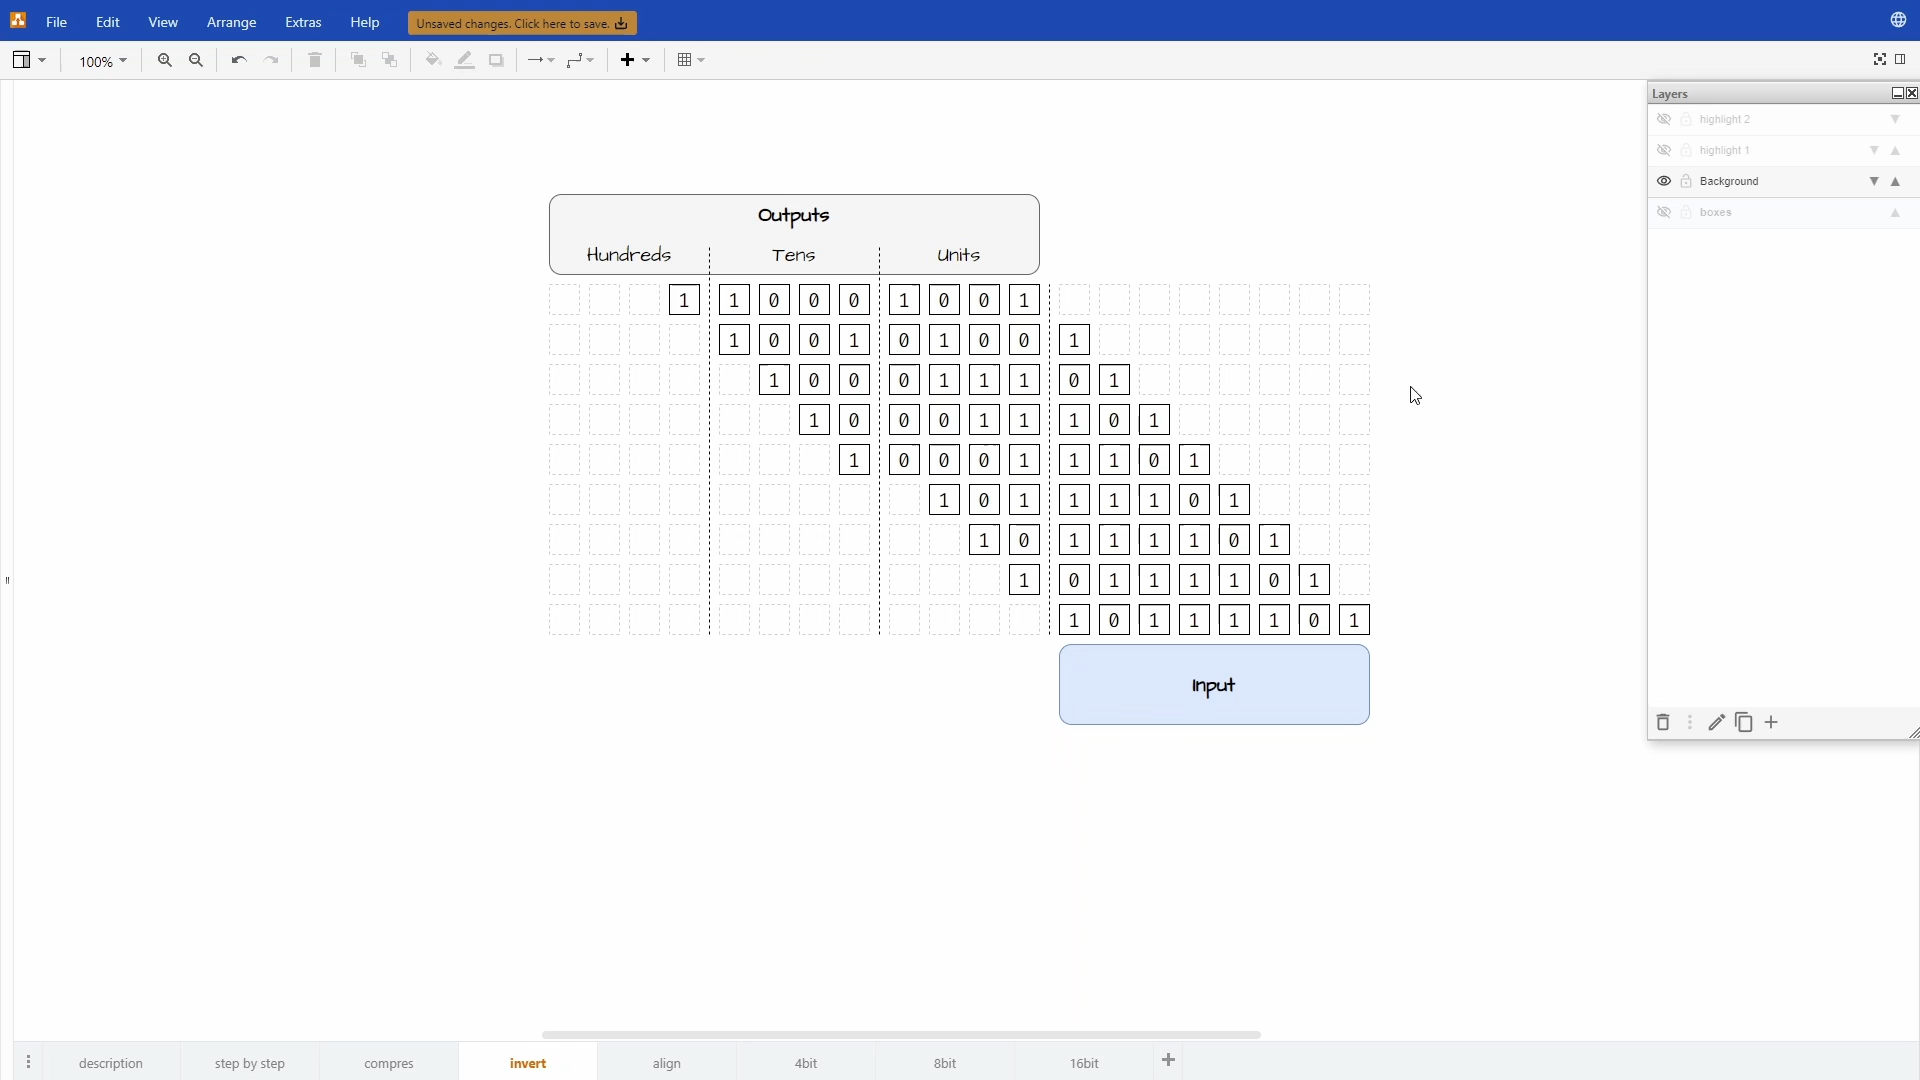 File Edit View Arrange Extras Help Unsaved changes. Click here to save.
100%
Layers
highlight 2
highlight 1
Background
boxes
Outputs
Hundreds Tens Units
1 1 0 0 0 1 0 0 1
1 0 0 1 0 1 0 0 1
1 0 0 0 1 1 1 0 1
1 0 0 0 1 1 1 0 1
1 0 0 0 1 1 1 0 1
1 0 1 1 1 1 0 1
1 0 1 1 1 1 0 1
1 0 1 1 1 1 0 1
1 0 1 1 1 1 0 1
Input
description step by step compres invert align 4bit 8bit 16bit